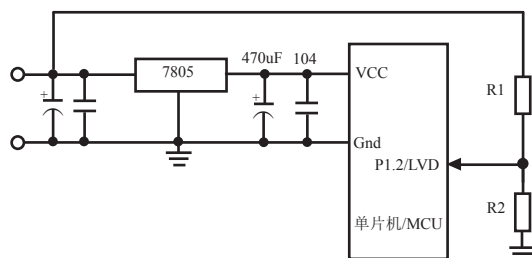 7805
470uF 104
VCC
R1
Gnd
P1.2/LVD
R2
单片机/MCU